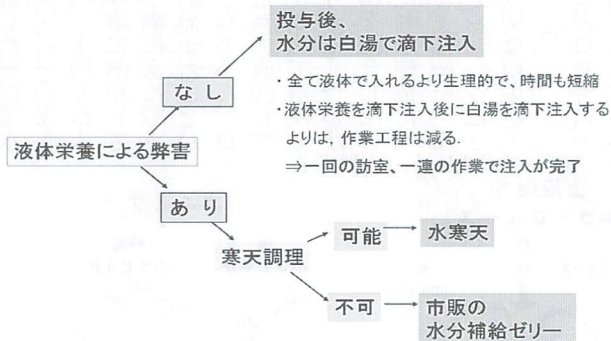 投与後、
水分は白湯で滴下注入
なし
・全て液体で入れるより生理的で、時間も短縮
・液体栄養を滴下注入後に白湯を滴下注入する
よりは，作業工程は減る．
⇒一回の訪室、一連の作業で注入が完了
液体栄養による弊害
あり
寒天調理
可能
水寒天
不可
市販の
水分補給ゼリー